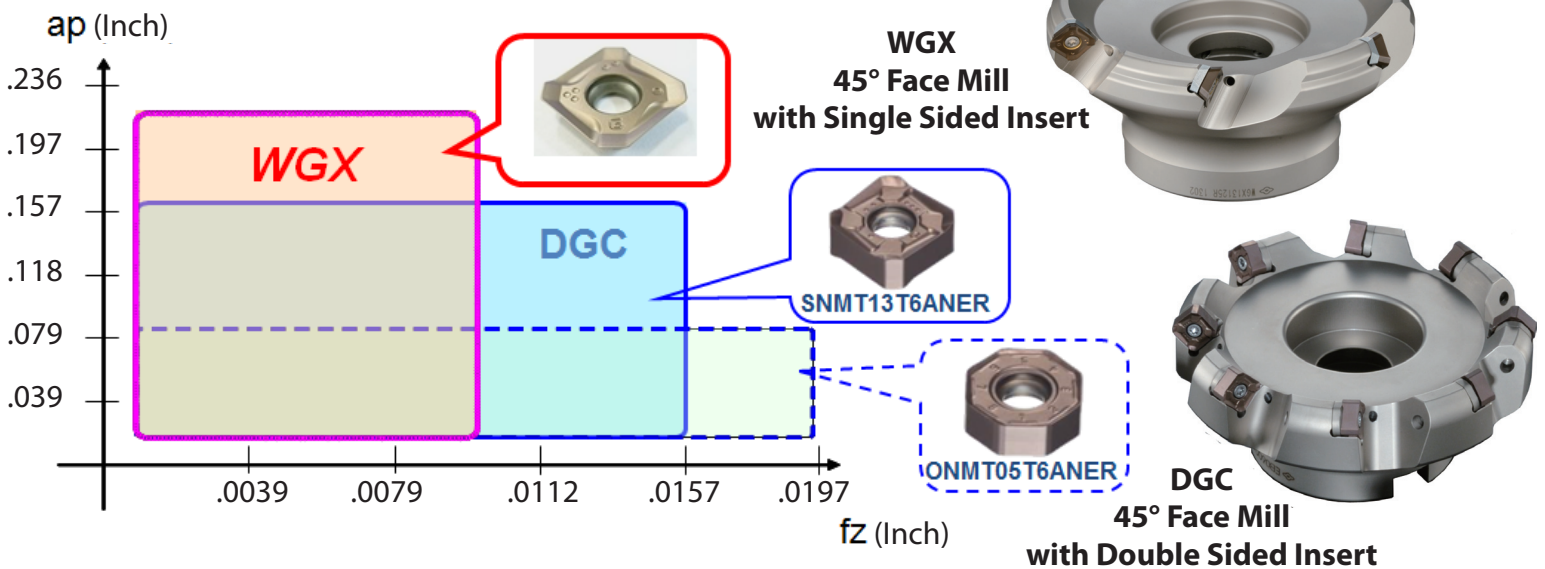 ap (Inch)
.236
.197
.157
.118
.079
.039
WGX
DGC
SNMT13T6ANER
ONMT05T6ANER
.0039
.0079
.0112
.0157
.0197
fz (Inch)
WGX
45° Face Mill
with Single Sided Insert
DGC
45° Face Mill
with Double Sided Insert